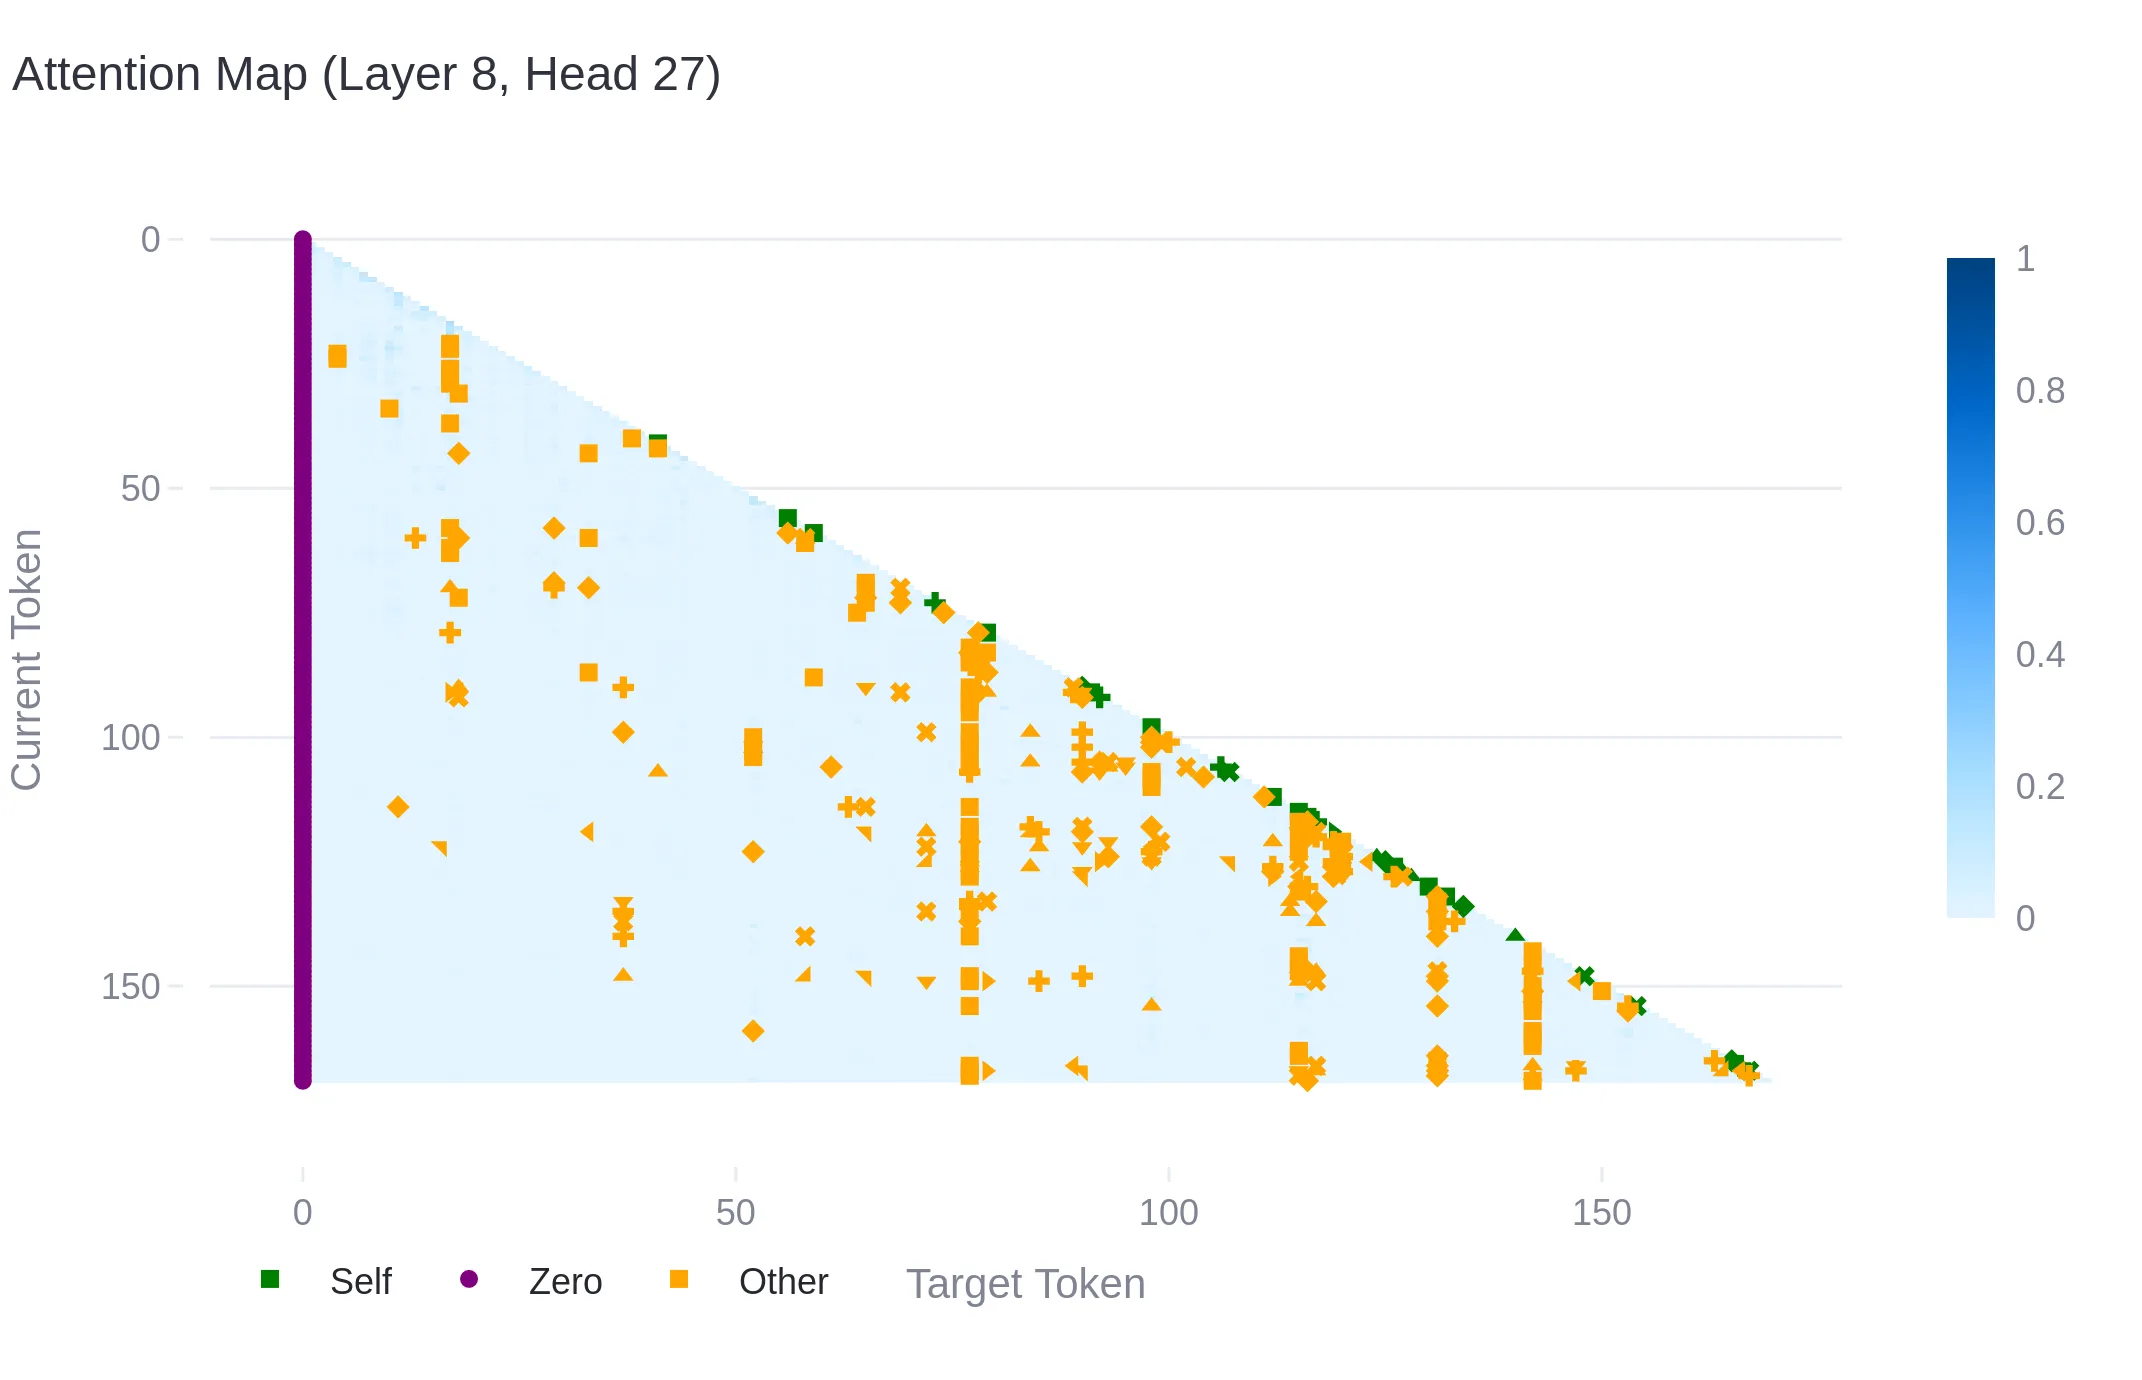 Attention Map (Layer 8, Head 27)
Current Token
0
50
100
150
0
50
100
150
Self
Zero
Other
Target Token
1
0.8
0.6
0.4
0.2
0